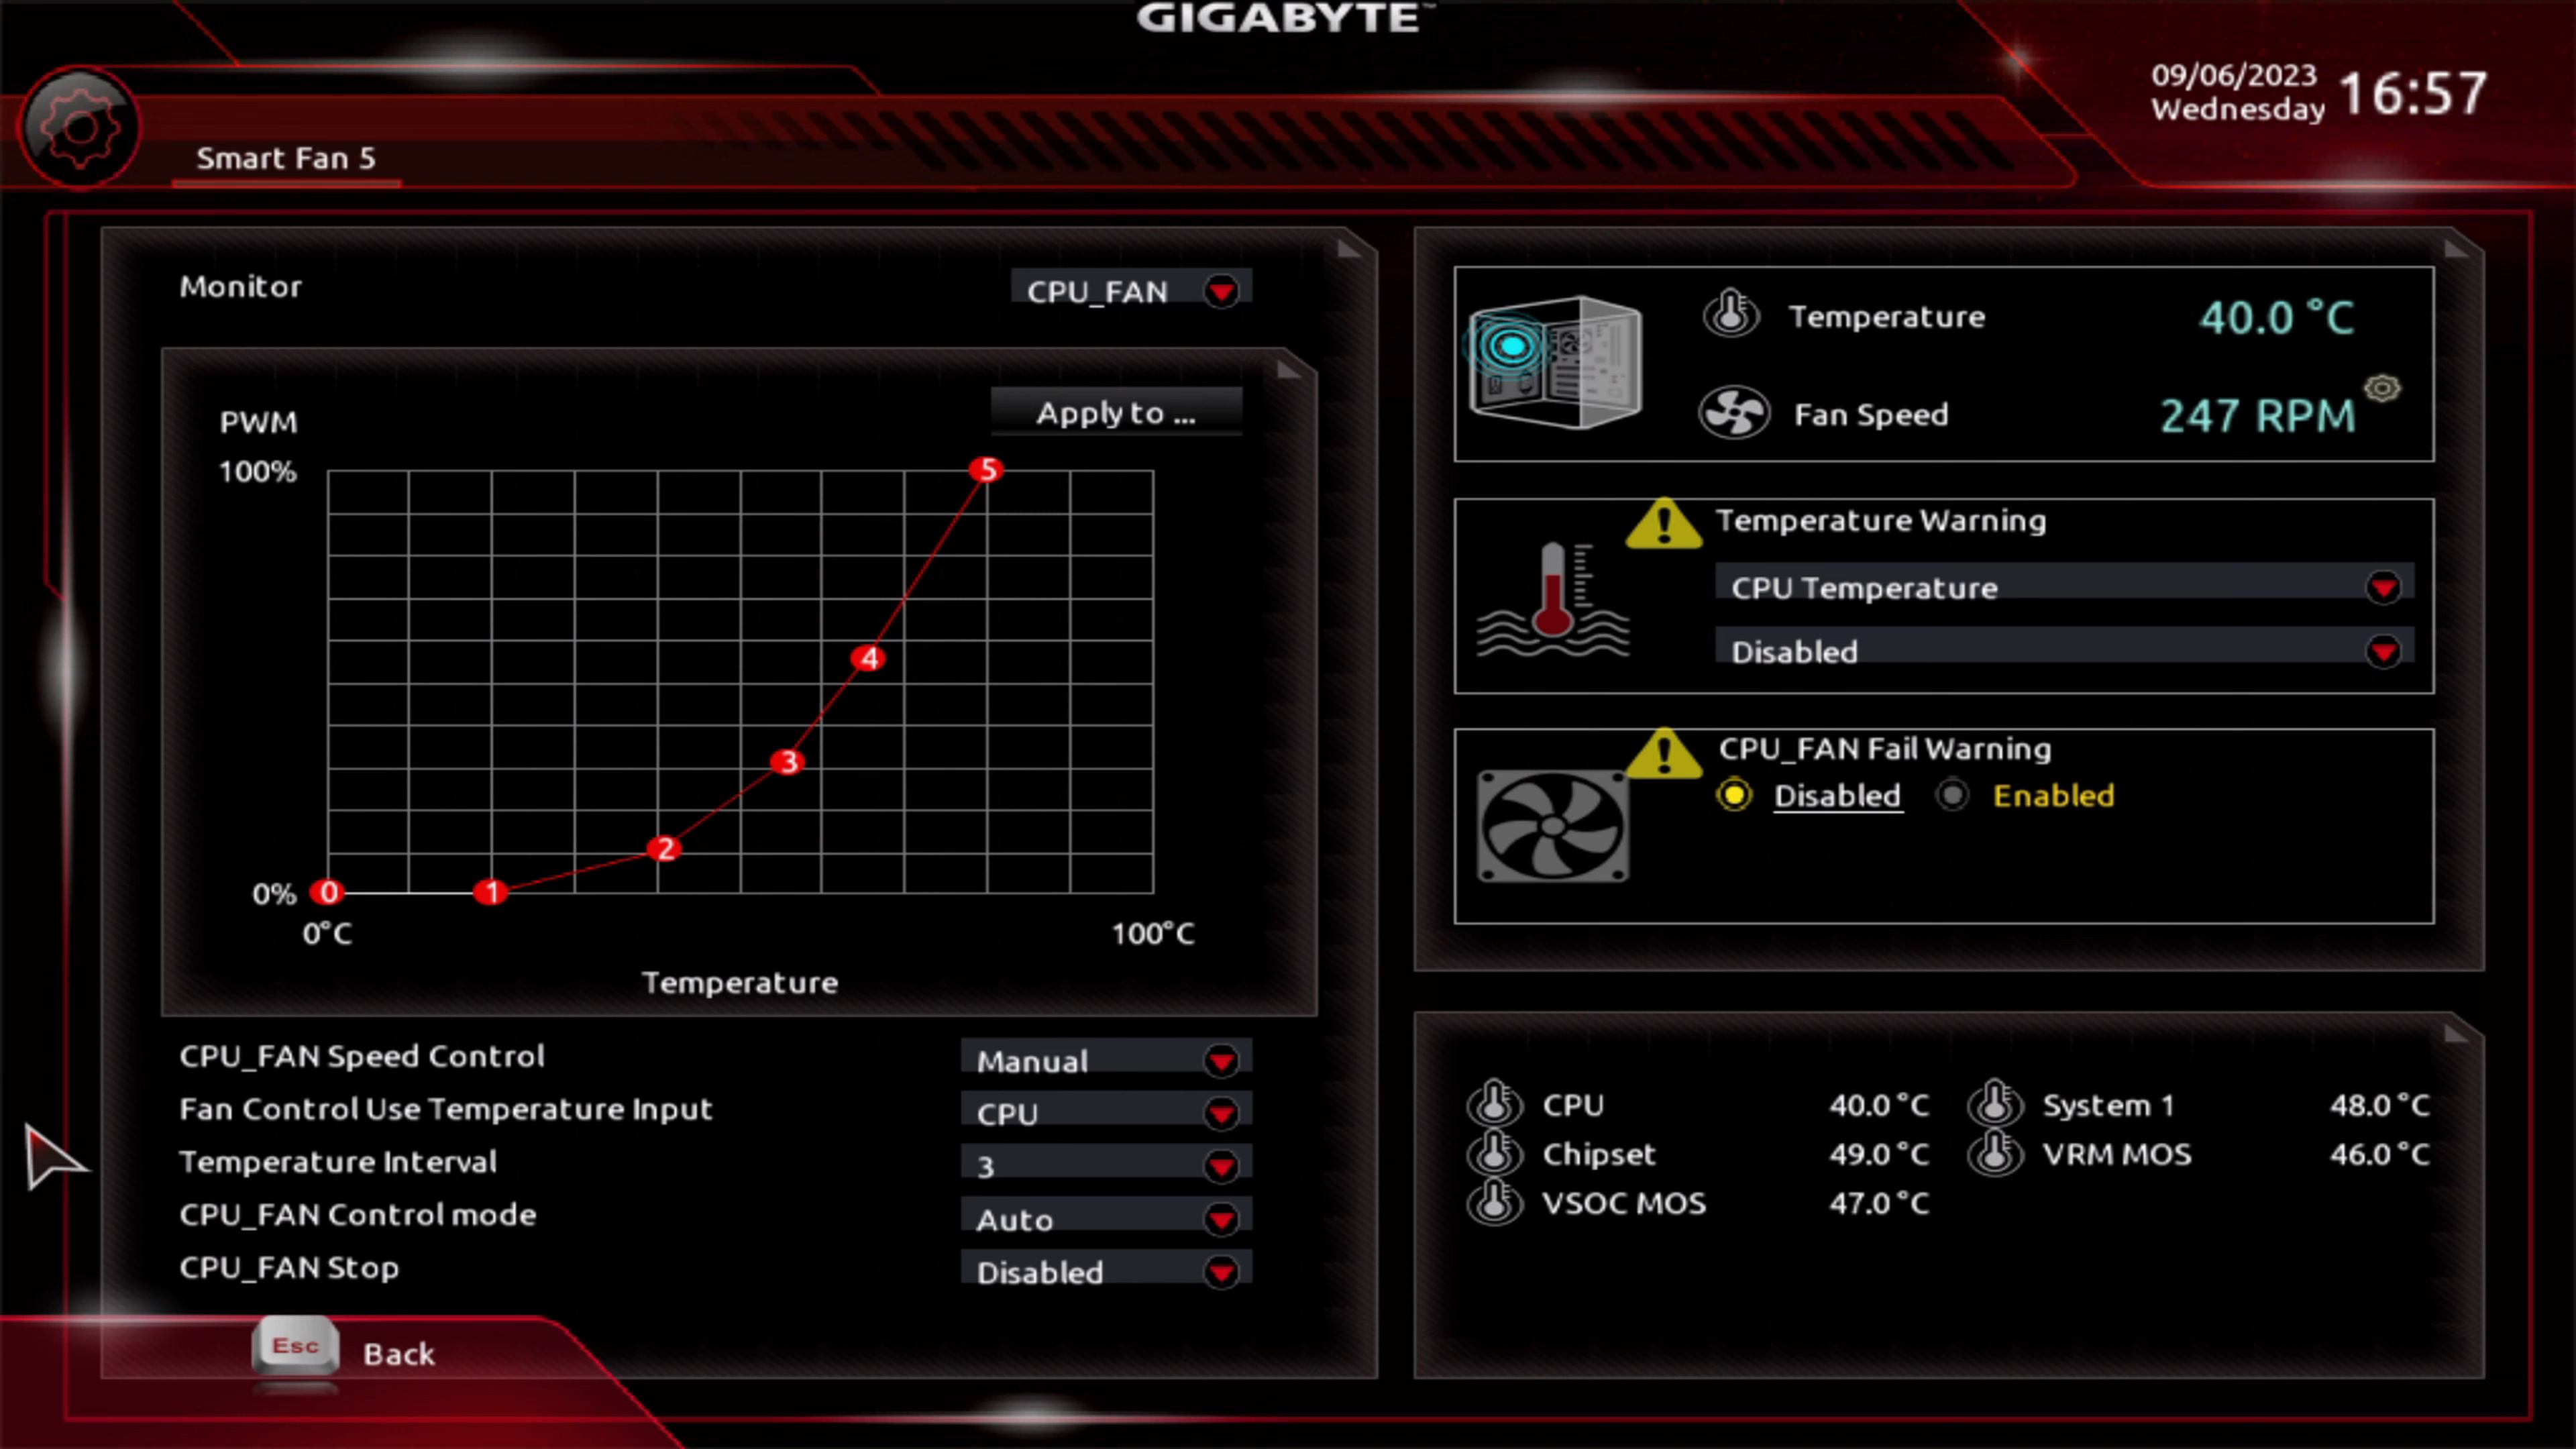 GIGABYTE™
09/06/2023
Wednesday
16:57
Smart Fan 5
Monitor
CPU_FAN
Apply to ...
PWM
100%
5
4
3
2
0%
0
1
0°C
100°C
Temperature
CPU_FAN Speed Control
Manual
Fan Control Use Temperature Input
CPU
Temperature Interval
3
CPU_FAN Control mode
Auto
CPU_FAN Stop
Disabled
Temperature
40.0 °C
Fan Speed
247 RPM
Temperature Warning
CPU Temperature
Disabled
CPU_FAN Fail Warning
Disabled Enabled
CPU 40.0 °C System 1 48.0 °C
Chipset 49.0 °C VRM MOS 46.0 °C
VSOC MOS 47.0 °C
Esc Back